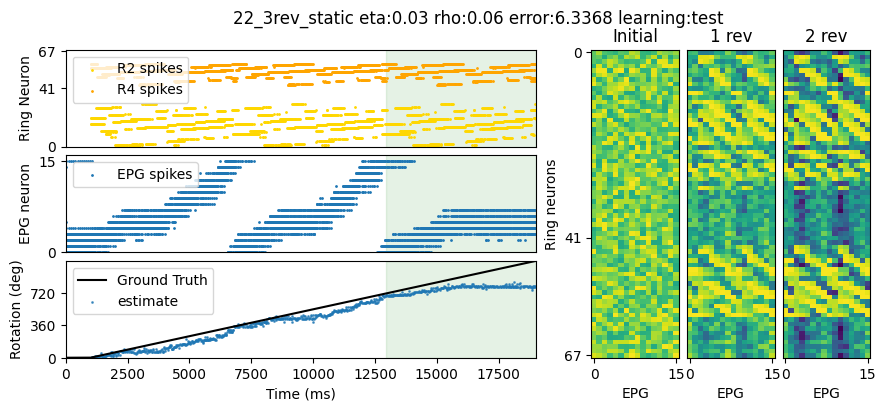 22_3rev_static eta:0.03 rho:0.06 error:6.3368 learning:test
Initial
1 rev
2 rev
67
41
0
Ring Neuron
R2 spikes
R4 spikes
15
0
EPG neuron
EPG spikes
720
360
0
Rotation (deg)
Ground Truth
estimate
0 2500 5000 7500 10000 12500 15000 17500
Time (ms)
0
41
67
Ring neurons
0 15
0 15
0 15
EPG
EPG
EPG